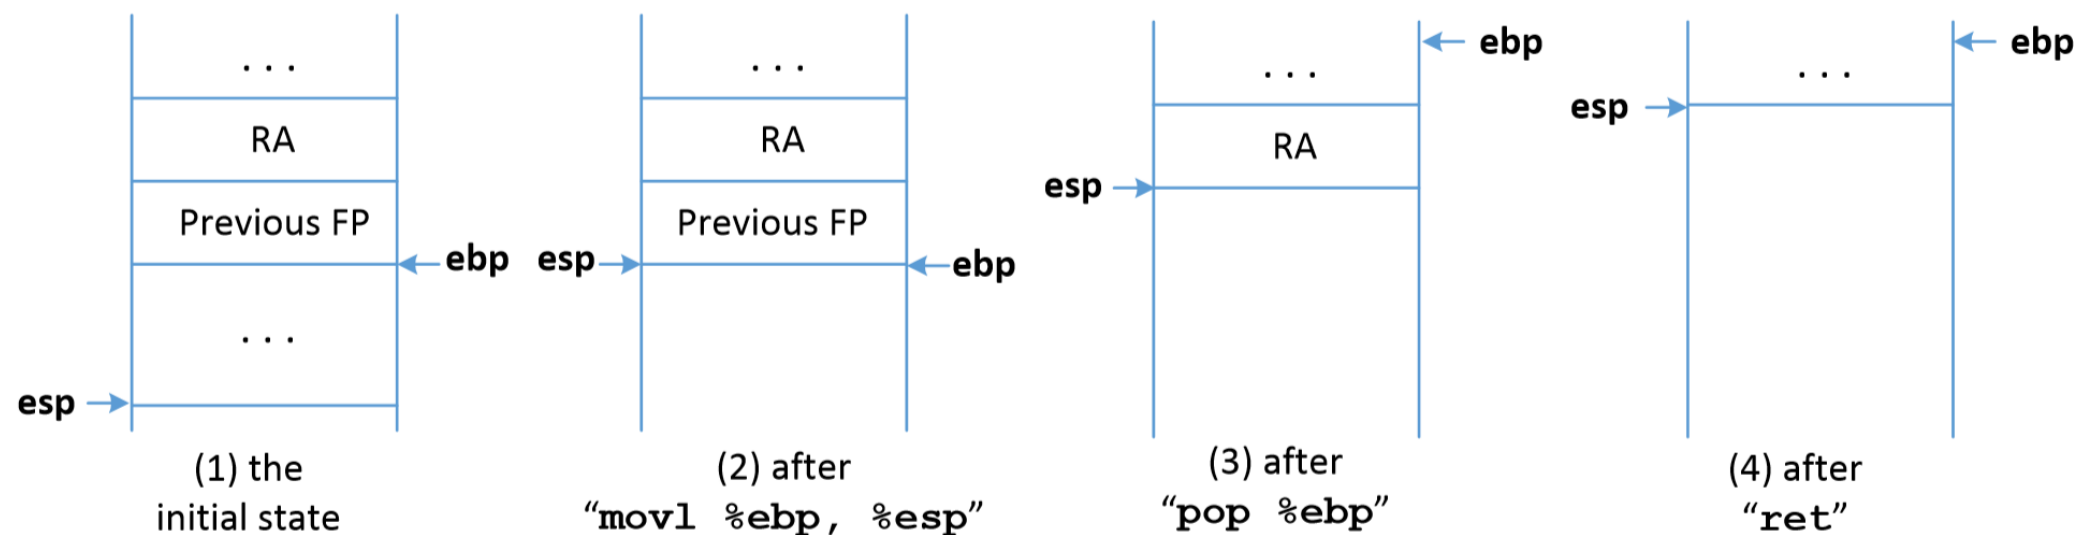 . . .
RA
Previous FP
ebp
. . .
esp
(1) the
initial state
. . .
RA
Previous FP
esp
ebp
(2) after
“movl %ebp, %esp”
ebp
. . .
RA
esp
(3) after
“pop %ebp”
ebp
. . .
esp
(4) after
“ret”